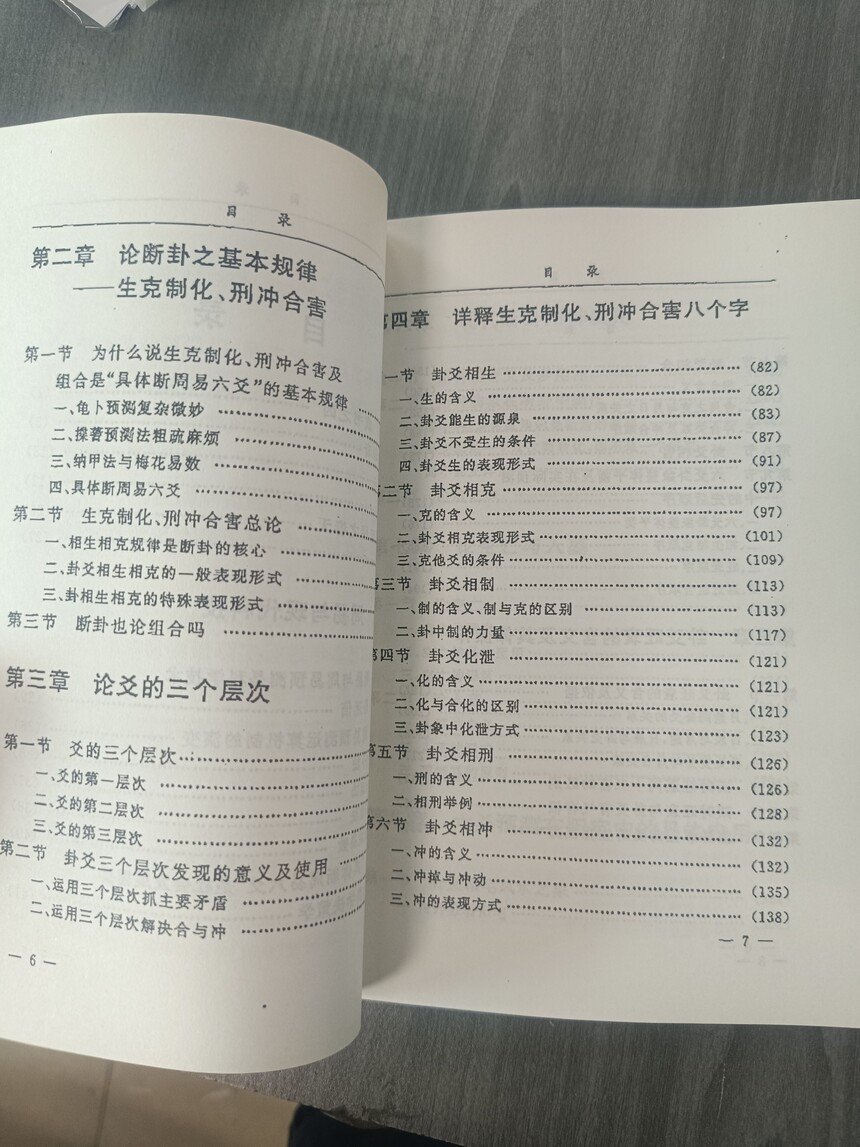 目 录
第二章 论断卦之基本规律
——生克制化、刑冲合害
第一节 为什么说生克制化、刑冲合害及
组合是“具体断周易六爻”的基本规律……
一、龟卜预测复杂微妙……………………
二、揲蓍预测法粗疏麻烦…………………
三、纳甲法与梅花易数……………………
四、具体断周易六爻………………………
第二节 生克制化、刑冲合害总论…………
一、相生相克规律是断卦的核心…………
二、卦爻相生相克的一般表现形式………
三、卦相生相克的特殊表现形式…………
第三节 断卦也论组合吗……………………
第三章 论爻的三个层次
第一节 爻的三个层次………………………
一、爻的第一层次…………………………
二、爻的第二层次…………………………
三、爻的第三层次…………………………
第二节 卦爻三个层次发现的意义及使用……
一、运用三个层次抓主要矛盾……………
二、运用三个层次解决合与冲……………
— 6 —
目 录
第四章 详释生克制化、刑冲合害八个字
一节 卦爻相生……………………………(82)
一、生的含义……………………………(82)
二、卦爻能生的源泉……………………(83)
三、卦爻不受生的条件…………………(87)
四、卦爻生的表现形式…………………(91)
第二节 卦爻相克……………………………(97)
一、克的含义……………………………(97)
二、卦爻相克表现形式…………………(101)
三、克他爻的条件………………………(109)
第三节 卦爻相制……………………………(113)
一、制的含义、制与克的区别……………(113)
二、卦中制的力量………………………(117)
第四节 卦爻化泄……………………………(121)
一、化的含义……………………………(121)
二、化与合化的区别……………………(121)
三、卦象中化泄方式……………………(123)
第五节 卦爻相刑……………………………(126)
一、刑的含义……………………………(126)
二、相刑举例……………………………(128)
第六节 卦爻相冲……………………………(132)
一、冲的含义……………………………(132)
二、冲掉与冲动…………………………(135)
三、冲的表现方式………………………(138)
— 7 —